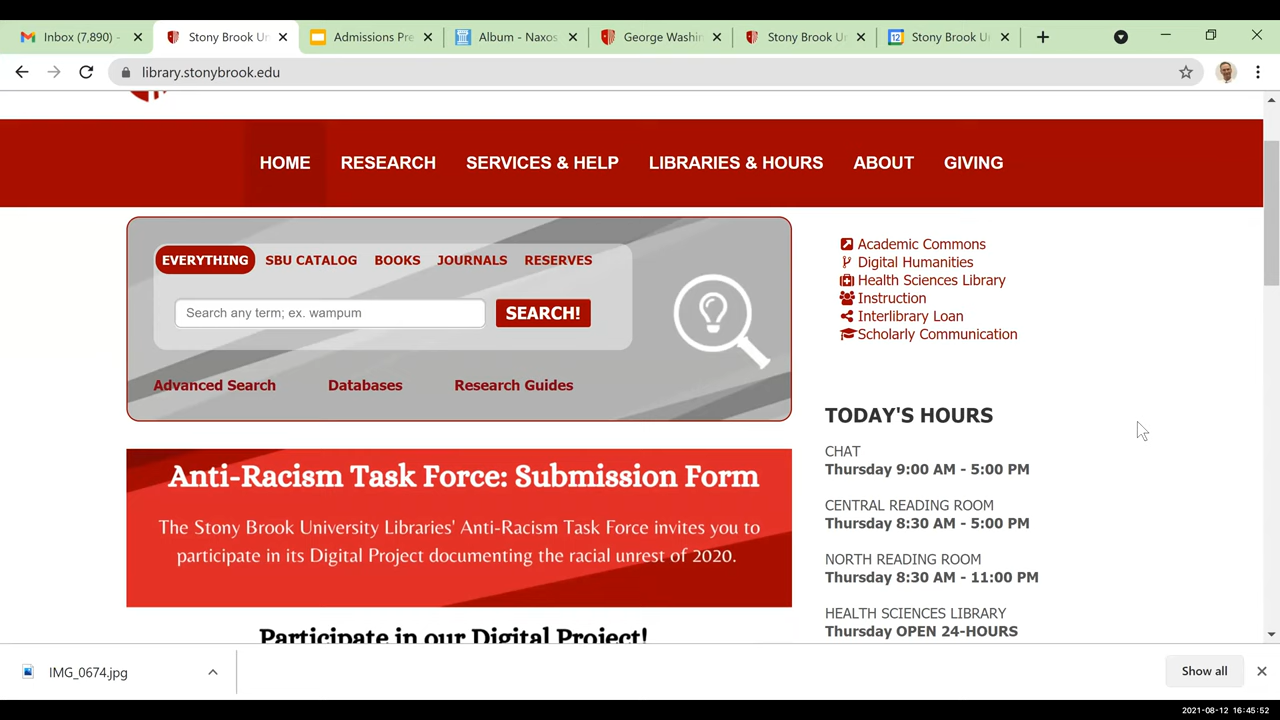 Inbox (7,890) -
Stony Brook Un
Admissions Pre
Album - Naxos
George Washin
Stony Brook Un
12
Stony Brook Un
library.stonybrook.edu
HOME
RESEARCH
SERVICES & HELP
LIBRARIES & HOURS
ABOUT
GIVING
EVERYTHING
SBU CATALOG
BOOKS
JOURNALS
RESERVES
Search any term; ex. wampum
SEARCH!
Advanced Search
Databases
Research Guides
Academic Commons
Digital Humanities
Health Sciences Library
Instruction
Interlibrary Loan
Scholarly Communication
TODAY'S HOURS
CHAT
Thursday 9:00 AM - 5:00 PM
CENTRAL READING ROOM
Thursday 8:30 AM - 5:00 PM
NORTH READING ROOM
Thursday 8:30 AM - 11:00 PM
HEALTH SCIENCES LIBRARY
Thursday OPEN 24-HOURS
Anti-Racism Task Force: Submission Form
The Stony Brook University Libraries' Anti-Racism Task Force invites you to
participate in its Digital Project documenting the racial unrest of 2020.
Participate in our Digital Project!
IMG_0674.jpg
Show all
2021-08-12 16:45:52